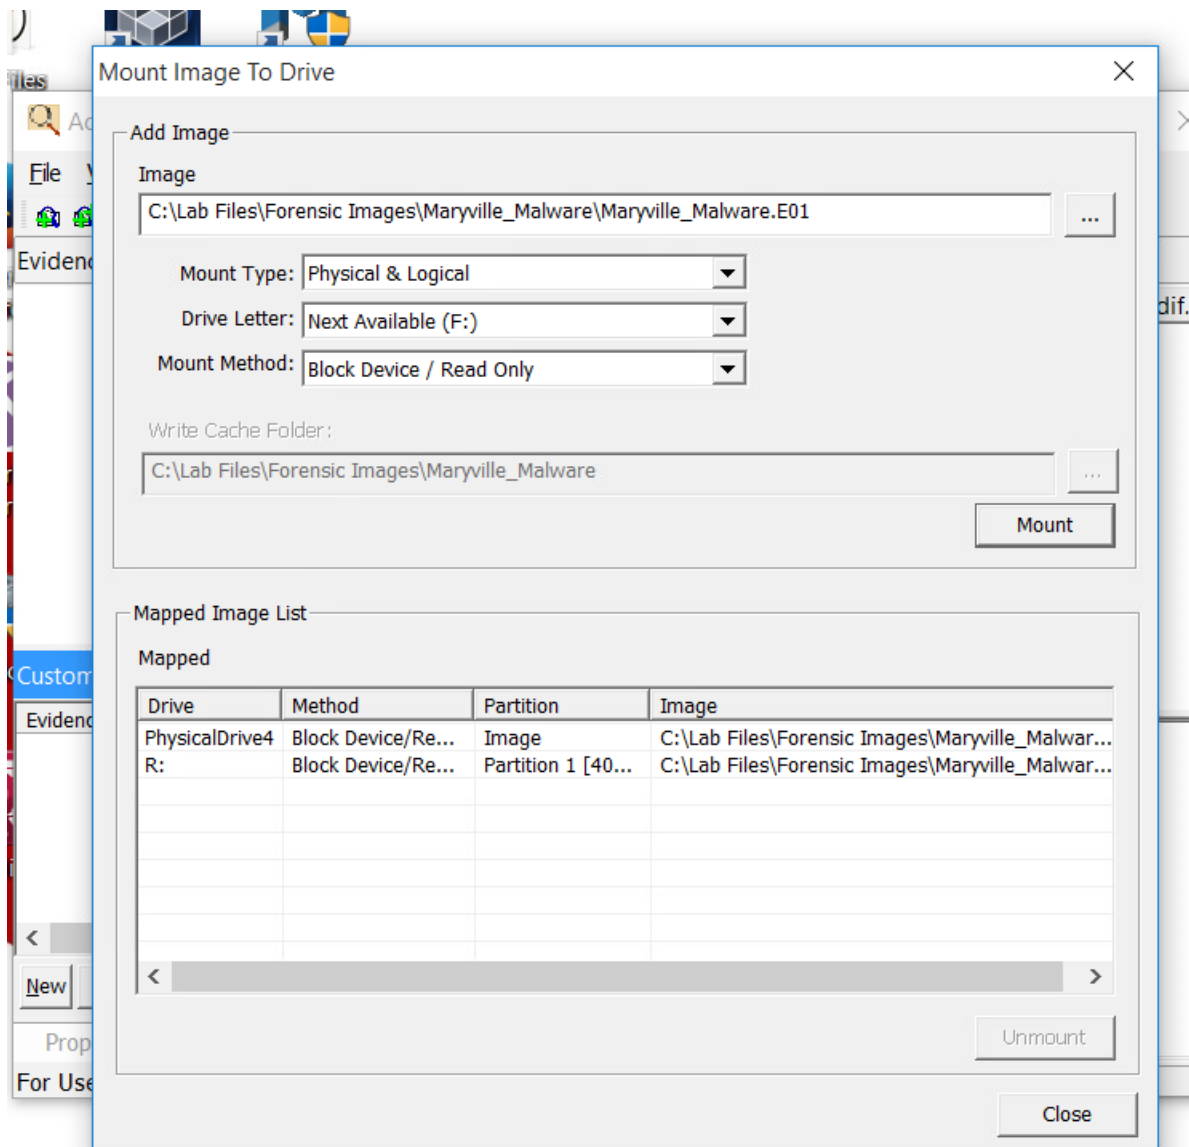 iles
Mount Image To Drive
Ad
Add Image
File
Image
C:\Lab Files\Forensic Images\Maryville_Malware\Maryville_Malware.E01
...
Evidenc
Mount Type: Physical & Logical
dif.
Drive Letter: Next Available (F:)
Mount Method: Block Device / Read Only
Write Cache Folder:
C:\Lab Files\Forensic Images\Maryville_Malware
...
Mount
Mapped Image List
Mapped
Custom
Drive Method Partition Image
Evidenc
PhysicalDrive4 Block Device/Re... Image C:\Lab Files\Forensic Images\Maryville_Malwar...
R: Block Device/Re... Partition 1 [40... C:\Lab Files\Forensic Images\Maryville_Malwar...
New
Prop
Unmount
For Use
Close